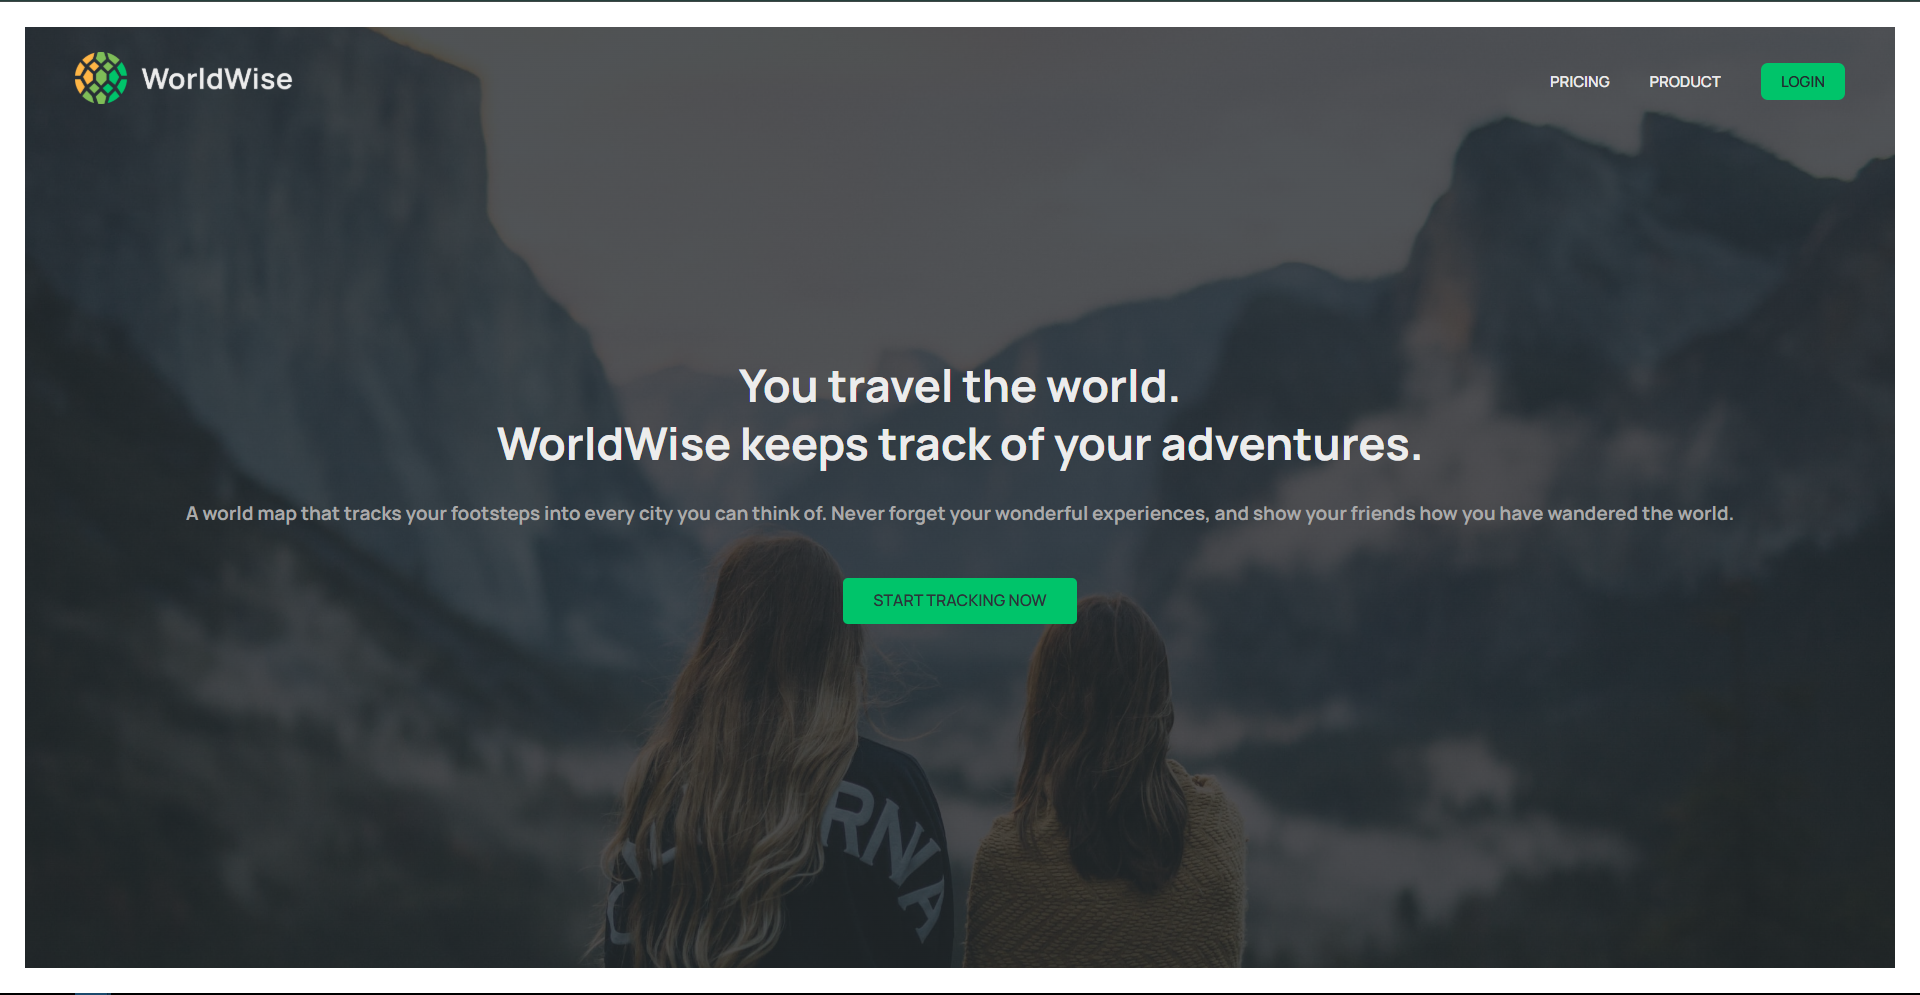 WorldWise
PRICING
PRODUCT
LOGIN
You travel the world.
WorldWise keeps track of your adventures.
A world map that tracks your footsteps into every city you can think of. Never forget your wonderful experiences, and show your friends how you have wandered the world.
START TRACKING NOW
RNIA